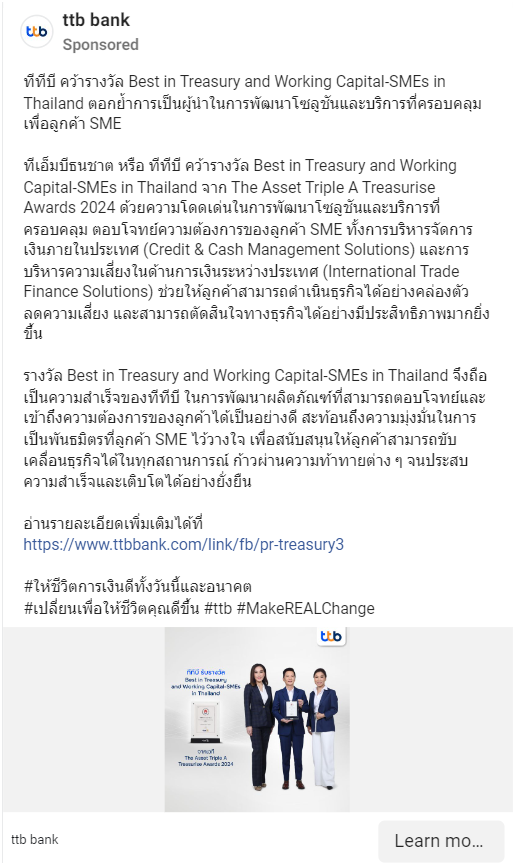 ttb
ttb bank
Sponsored
ทีทีบี คว้ารางวัล Best in Treasury and Working Capital-SMEs in
Thailand ตอกย้ำการเป็นผู้นำในการพัฒนาโซลูชันและบริการที่ครอบคลุม
เพื่อลูกค้า SME
ทีเอ็มบีธนชาต หรือ ทีทีบี คว้ารางวัล Best in Treasury and Working
Capital-SMEs in Thailand จาก The Asset Triple A Treasurise
Awards 2024 ด้วยความโดดเด่นในการพัฒนาโซลูชันและบริการที่
ครอบคลุม ตอบโจทย์ความต้องการของลูกค้า SME ทั้งการบริหารจัดการ
เงินภายในประเทศ (Credit & Cash Management Solutions) และการ
บริหารความเสี่ยงในด้านการเงินระหว่างประเทศ (International Trade
Finance Solutions) ช่วยให้ลูกค้าสามารถดำเนินธุรกิจได้อย่างคล่องตัว
ลดความเสี่ยง และสามารถตัดสินใจทางธุรกิจได้อย่างมีประสิทธิภาพมากยิ่ง
ขึ้น
รางวัล Best in Treasury and Working Capital-SMEs in Thailand จึงถือ
เป็นความสำเร็จของทีทีบี ในการพัฒนาผลิตภัณฑ์ที่สามารถตอบโจทย์และ
เข้าถึงความต้องการของลูกค้าได้เป็นอย่างดี สะท้อนถึงความมุ่งมั่นในการ
เป็นพันธมิตรที่ลูกค้า SME ไว้วางใจ เพื่อสนับสนุนให้ลูกค้าสามารถขับ
เคลื่อนธุรกิจได้ในทุกสถานการณ์ ก้าวผ่านความท้าทายต่าง ๆ จนประสบ
ความสำเร็จและเติบโตได้อย่างยั่งยืน
อ่านรายละเอียดเพิ่มเติมได้ที่
https://www.ttbbank.com/link/fb/pr-treasury3
#ให้ชีวิตการเงินดีทั้งวันนี้และอนาคต
#เปลี่ยนเพื่อให้ชีวิตคุณดีขึ้น #ttb #MakeREALChange
ttb
ทีทีบี รับรางวัล
Best in Treasury
and Working Capital-SMEs
in Thailand
จากเวที
The Asset Triple A
Treasurise Awards 2024
ttb bank
Learn mo...